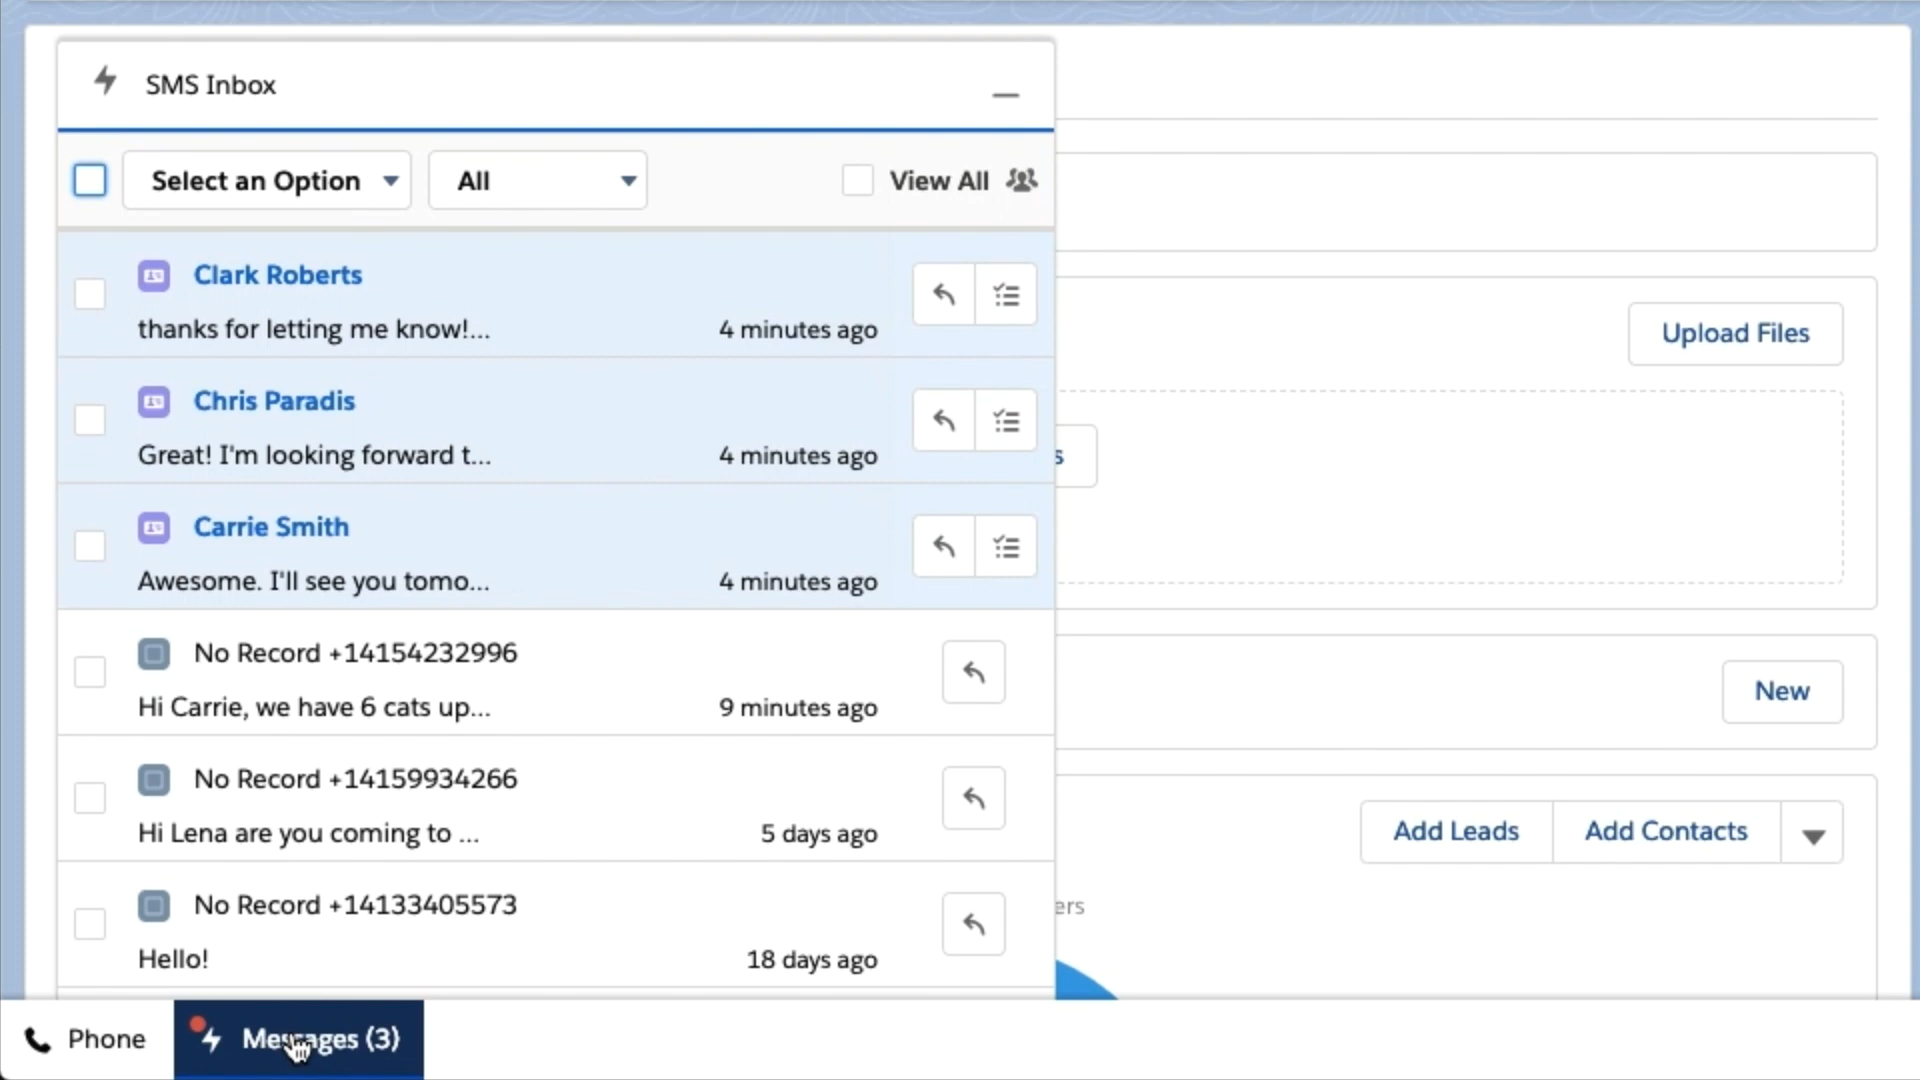 SMS Inbox
Select an Option
All
View All
Clark Roberts
thanks for letting me know!...
4 minutes ago
Chris Paradis
Great! I'm looking forward t...
4 minutes ago
Carrie Smith
Awesome. I'll see you tomo...
4 minutes ago
No Record +14154232996
Hi Carrie, we have 6 cats up...
9 minutes ago
No Record +14159934266
Hi Lena are you coming to ...
5 days ago
No Record +14133405573
Hello!
18 days ago
Upload Files
s
New
Add Leads
Add Contacts
ers
Phone
Messages (3)